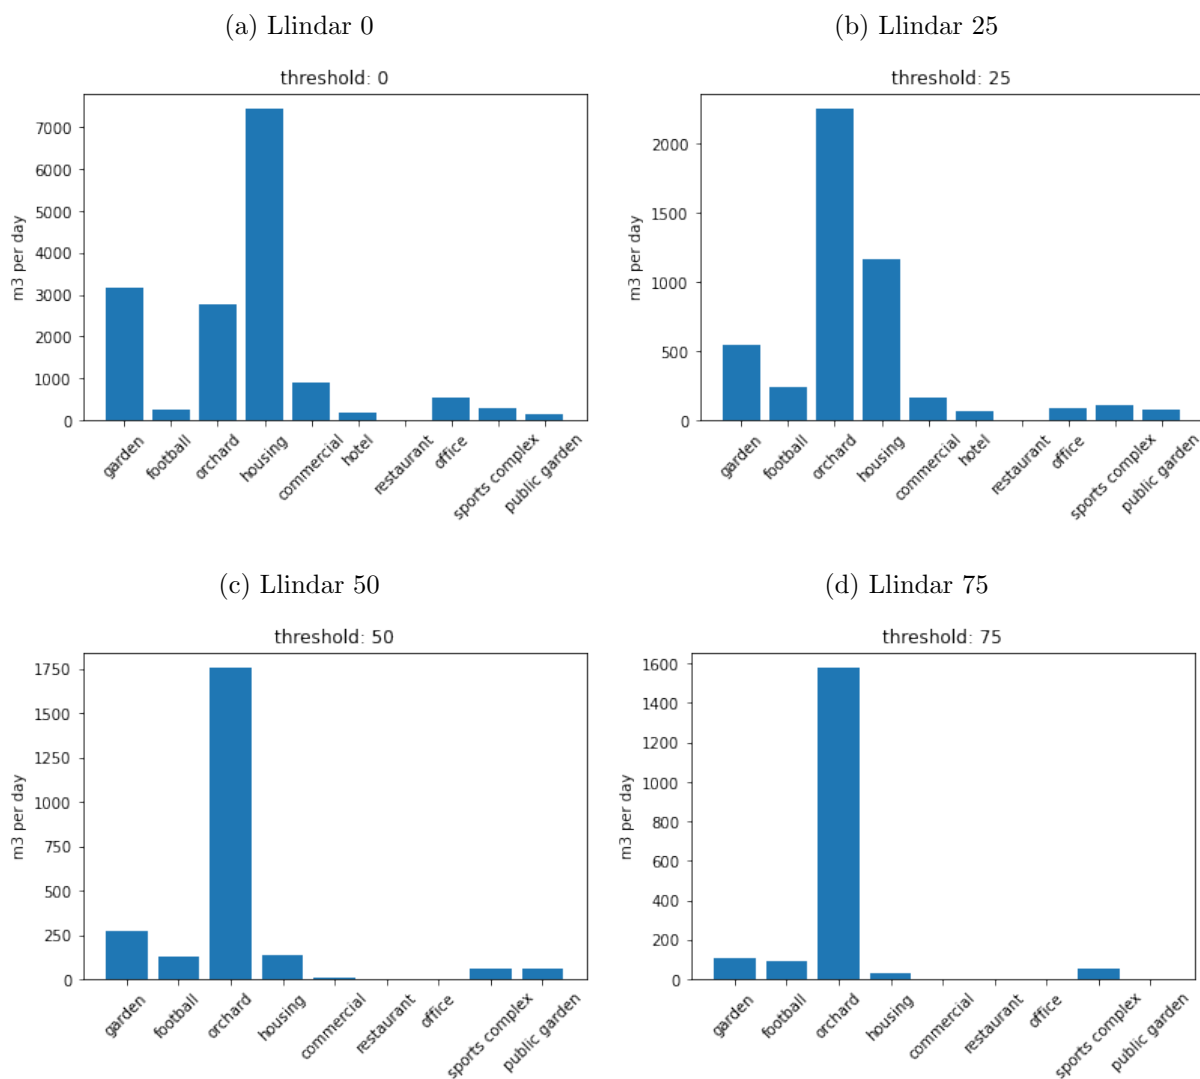 (a) Llindar 0
threshold: 0
7000
6000
5000
4000
3000
2000
1000
0
m3 per day
garden
football
orchard
housing
commercial
hotel
restaurant
office
sports complex
public garden
(b) Llindar 25
threshold: 25
2000
1500
1000
500
0
m3 per day
garden
football
orchard
housing
commercial
hotel
restaurant
office
sports complex
public garden
(c) Llindar 50
threshold: 50
1750
1500
1250
1000
750
500
250
0
m3 per day
garden
football
orchard
housing
commercial
restaurant
office
sports complex
public garden
(d) Llindar 75
threshold: 75
1600
1400
1200
1000
800
600
400
200
0
m3 per day
garden
football
orchard
housing
commercial
restaurant
office
sports complex
public garden